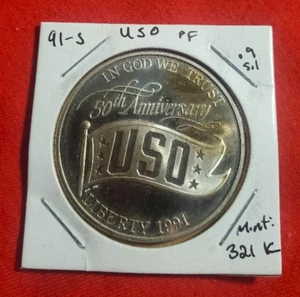 91-S USO PF
.9
sil
IN GOD WE TRUST
50th Anniversary
USO
LIBERTY 1991
Mint:
321 K